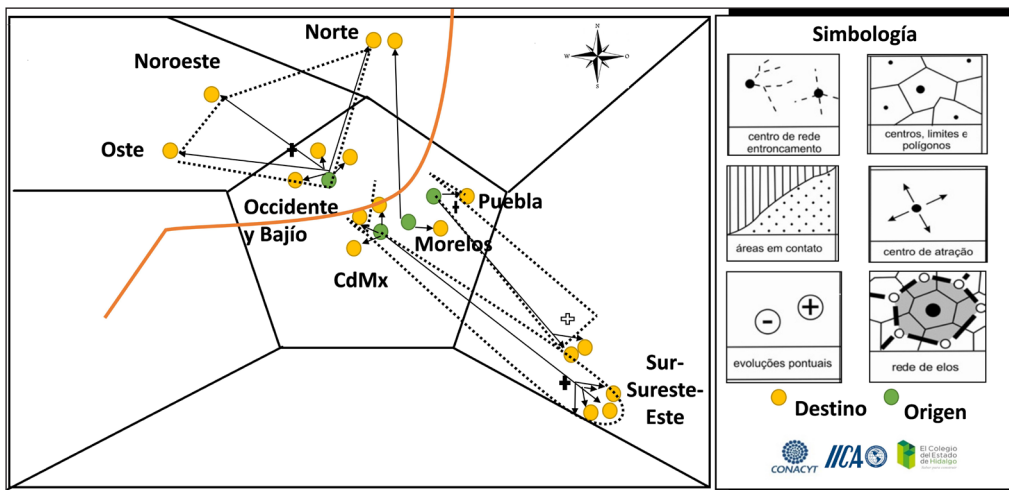 Norte
Noroeste
Oste
Occidente
y Bajío
CdMx
Morelos
Puebla
Sur-
Sureste-
Este
N
W
O
S
Simbología
centro de rede
entroncamento
centros, limites e
polígonos
áreas em contato
centro de atração
evoluções pontuais
rede de elos
Destino
Origen
CONACYT
IICA
El Colegio
del Estado
de Hidalgo